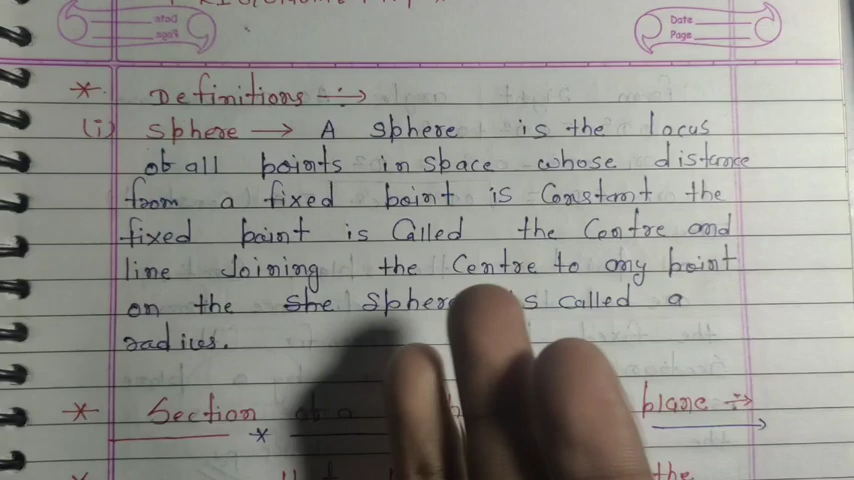 Date
Page
* Definitions :→
(i) Sphere → A sphere is the locus
of all points in space whose distance
from a fixed point is Constant the
fixed point is Called the Centre and
line Joining the Centre to any point
on the she sphere is called a
radius.
* Section of a plane ÷→
*
the